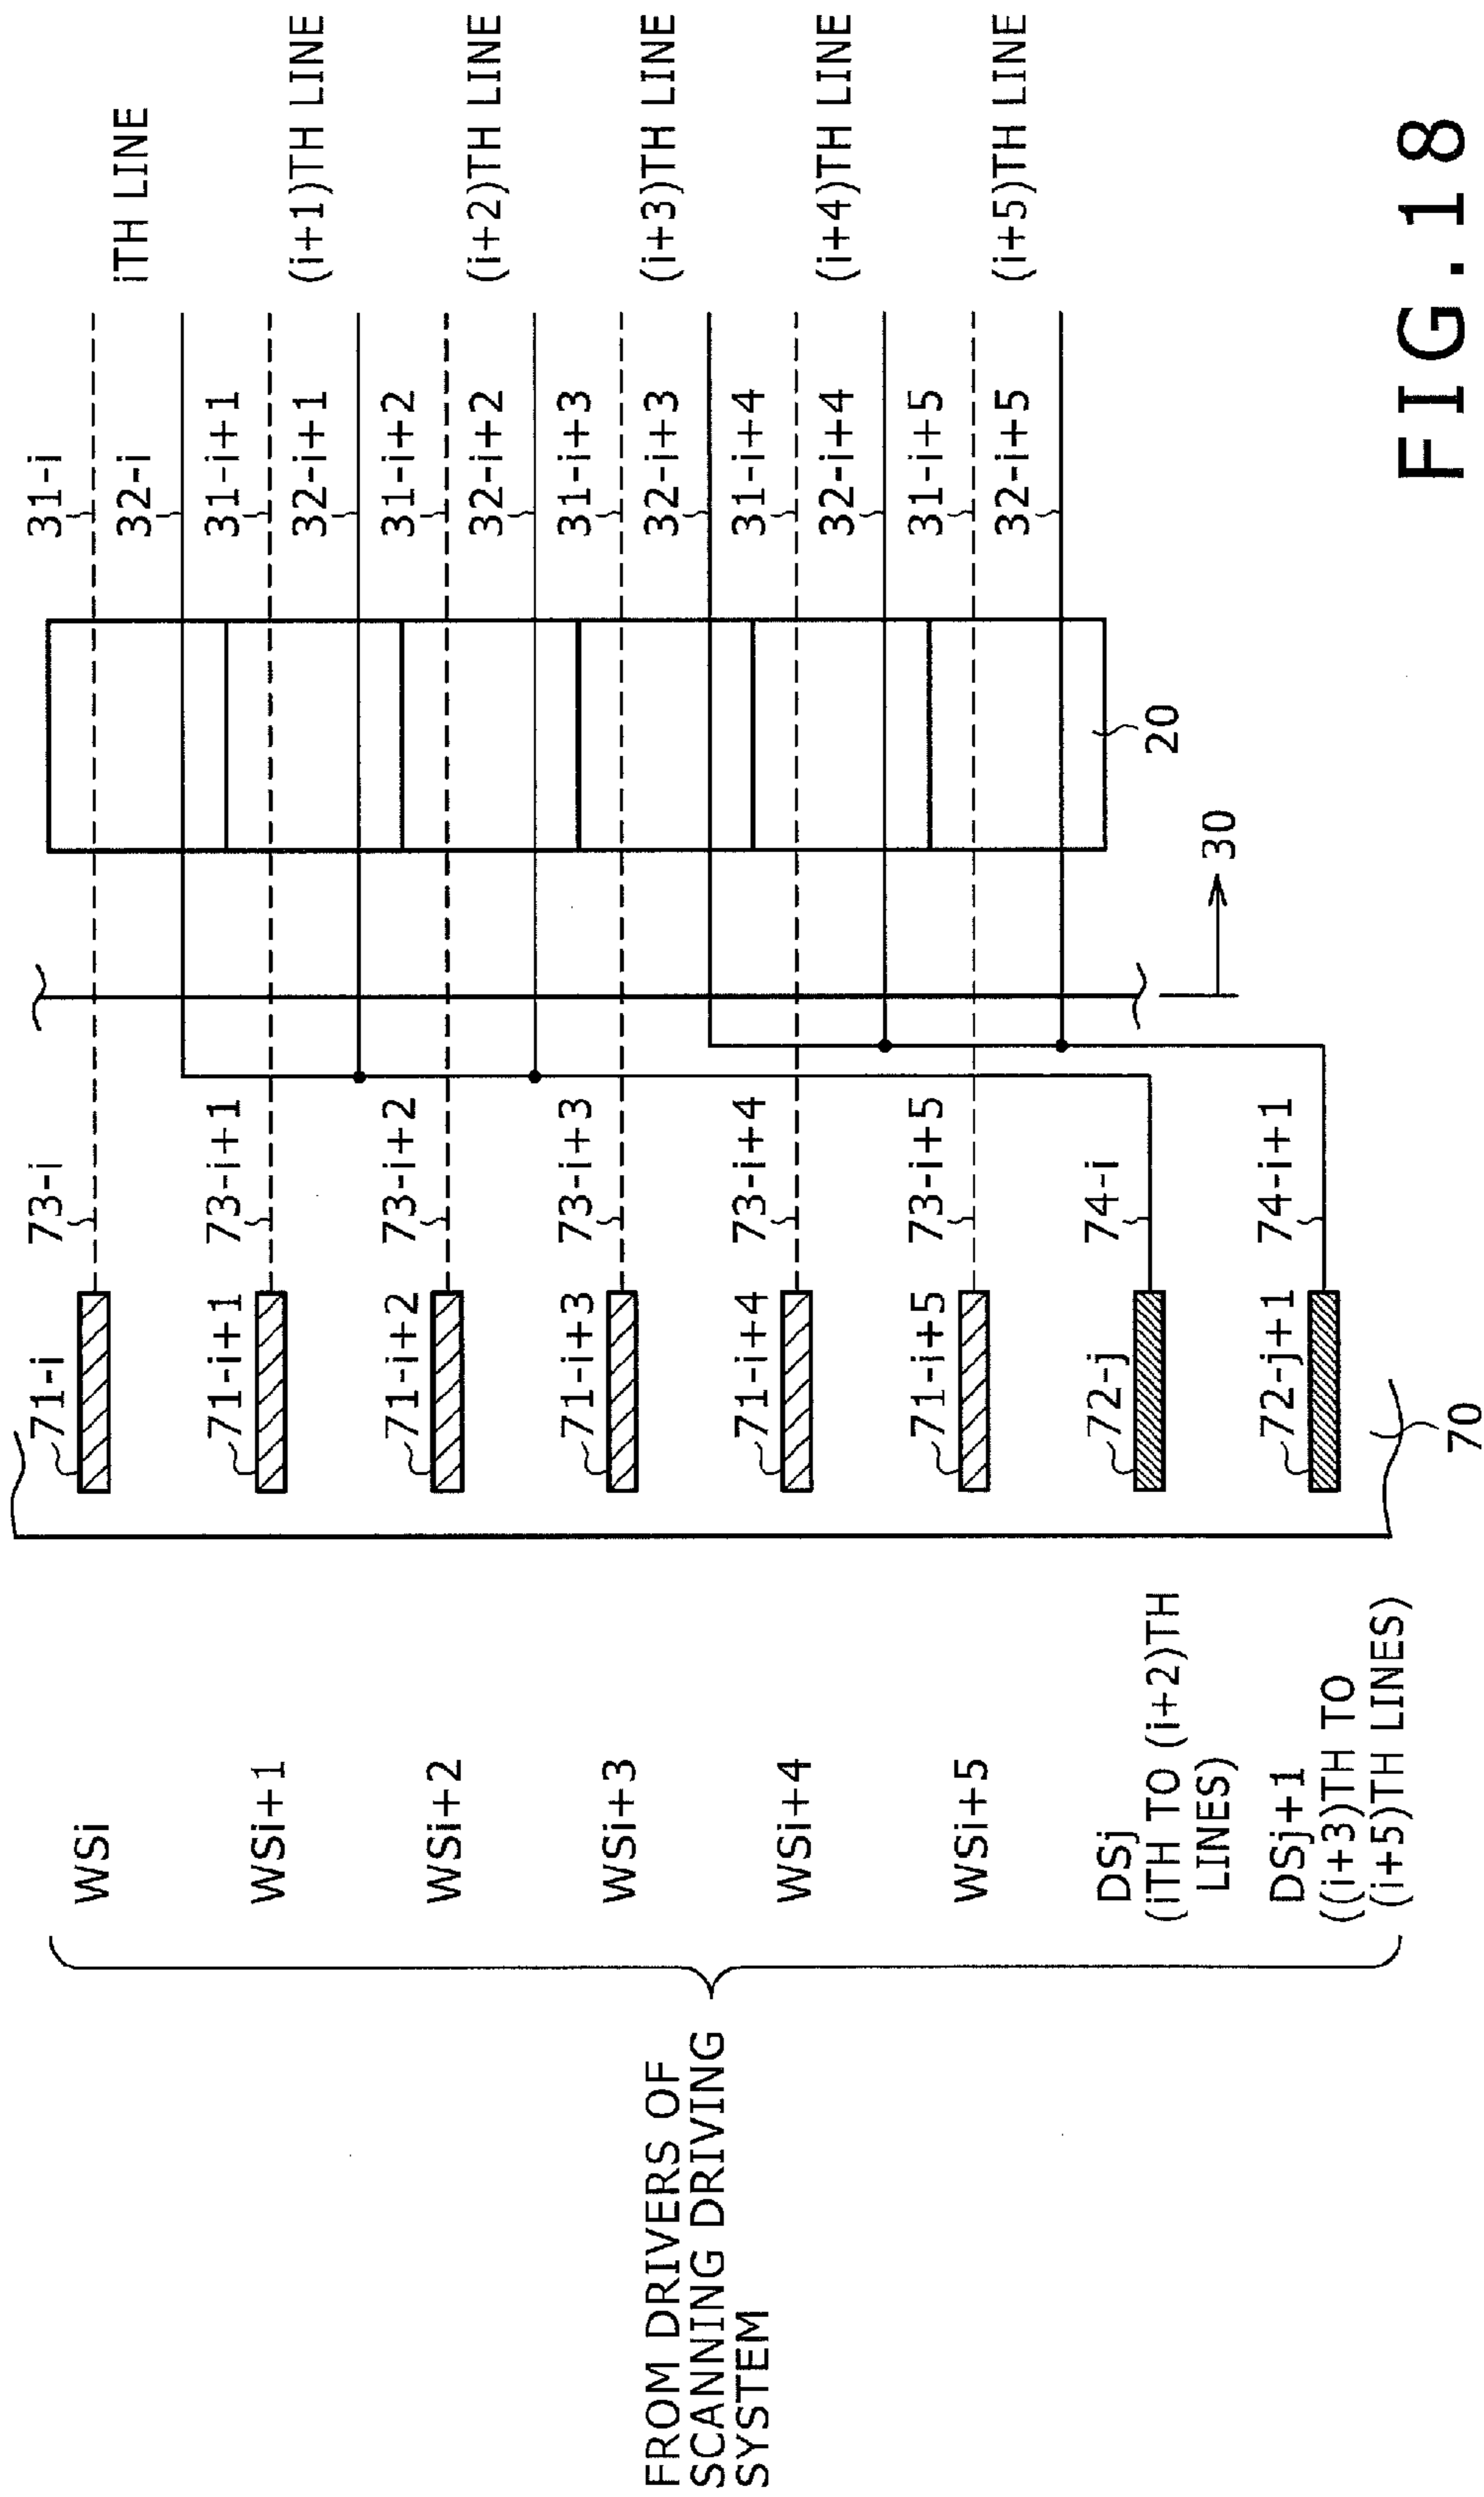 FROM DRIVERS OF
SCANNING DRIVING
SYSTEM
WSi
WSi+1
WSi+2
WSi+3
WSi+4
WSi+5
DSj
(iTH TO (i+2)TH
LINES)
DSj+1
((i+3)TH TO
(i+5)TH LINES)
71-i
71-i+1
71-i+2
71-i+3
71-i+4
71-i+5
72-j
72-j+1
70
73-i
73-i+1
73-i+2
73-i+3
73-i+4
73-i+5
74-i
74-i+1
30
20
31-i
32-i
31-i+1
32-i+1
31-i+2
32-i+2
31-i+3
32-i+3
31-i+4
32-i+4
31-i+5
32-i+5
iTH LINE
(i+1)TH LINE
(i+2)TH LINE
(i+3)TH LINE
(i+4)TH LINE
(i+5)TH LINE
FIG.18